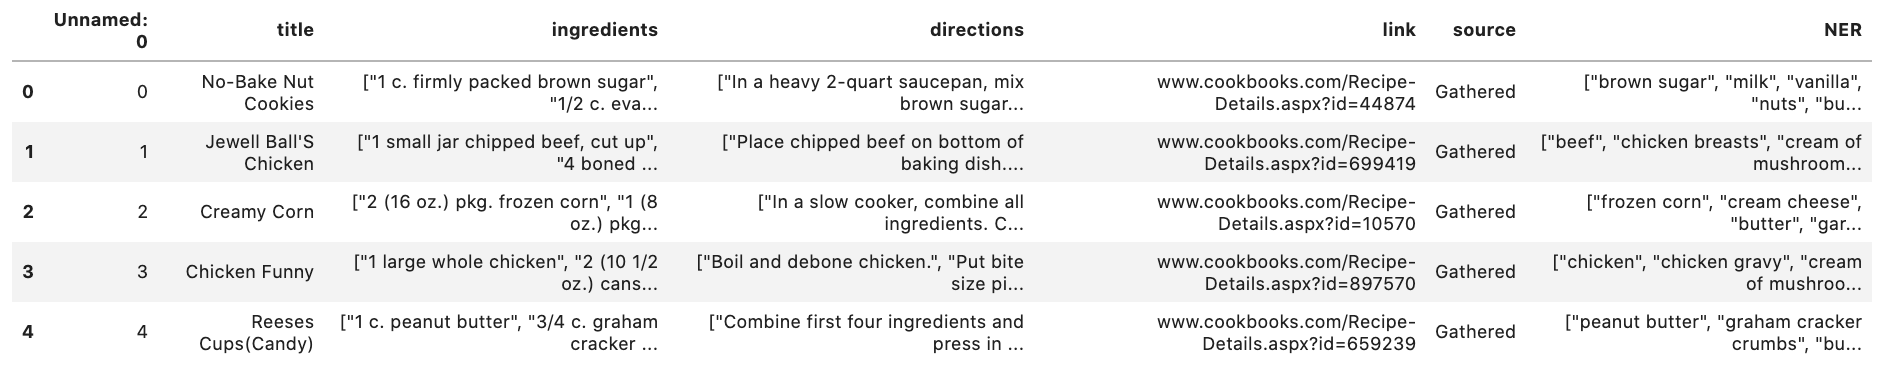 Unnamed: 0 title ingredients directions link source NER
0 0 No-Bake Nut Cookies ["1 c. firmly packed brown sugar", "1/2 c. eva... ["In a heavy 2-quart saucepan, mix brown sugar... www.cookbooks.com/Recipe-Details.aspx?id=44874 Gathered ["brown sugar", "milk", "vanilla", "nuts", "bu...
1 1 Jewell Ball'S Chicken ["1 small jar chipped beef, cut up", "4 boned ... ["Place chipped beef on bottom of baking dish.... www.cookbooks.com/Recipe-Details.aspx?id=699419 Gathered ["beef", "chicken breasts", "cream of mushroom...
2 2 Creamy Corn ["2 (16 oz.) pkg. frozen corn", "1 (8 oz.) pkg... ["In a slow cooker, combine all ingredients. C... www.cookbooks.com/Recipe-Details.aspx?id=10570 Gathered ["frozen corn", "cream cheese", "butter", "gar...
3 3 Chicken Funny ["1 large whole chicken", "2 (10 1/2 oz.) cans... ["Boil and debone chicken.", "Put bite size pi... www.cookbooks.com/Recipe-Details.aspx?id=897570 Gathered ["chicken", "chicken gravy", "cream of mushroo...
4 4 Reeses Cups(Candy) ["1 c. peanut butter", "3/4 c. graham cracker ... ["Combine first four ingredients and press in ... www.cookbooks.com/Recipe-Details.aspx?id=659239 Gathered ["peanut butter", "graham cracker crumbs", "bu...